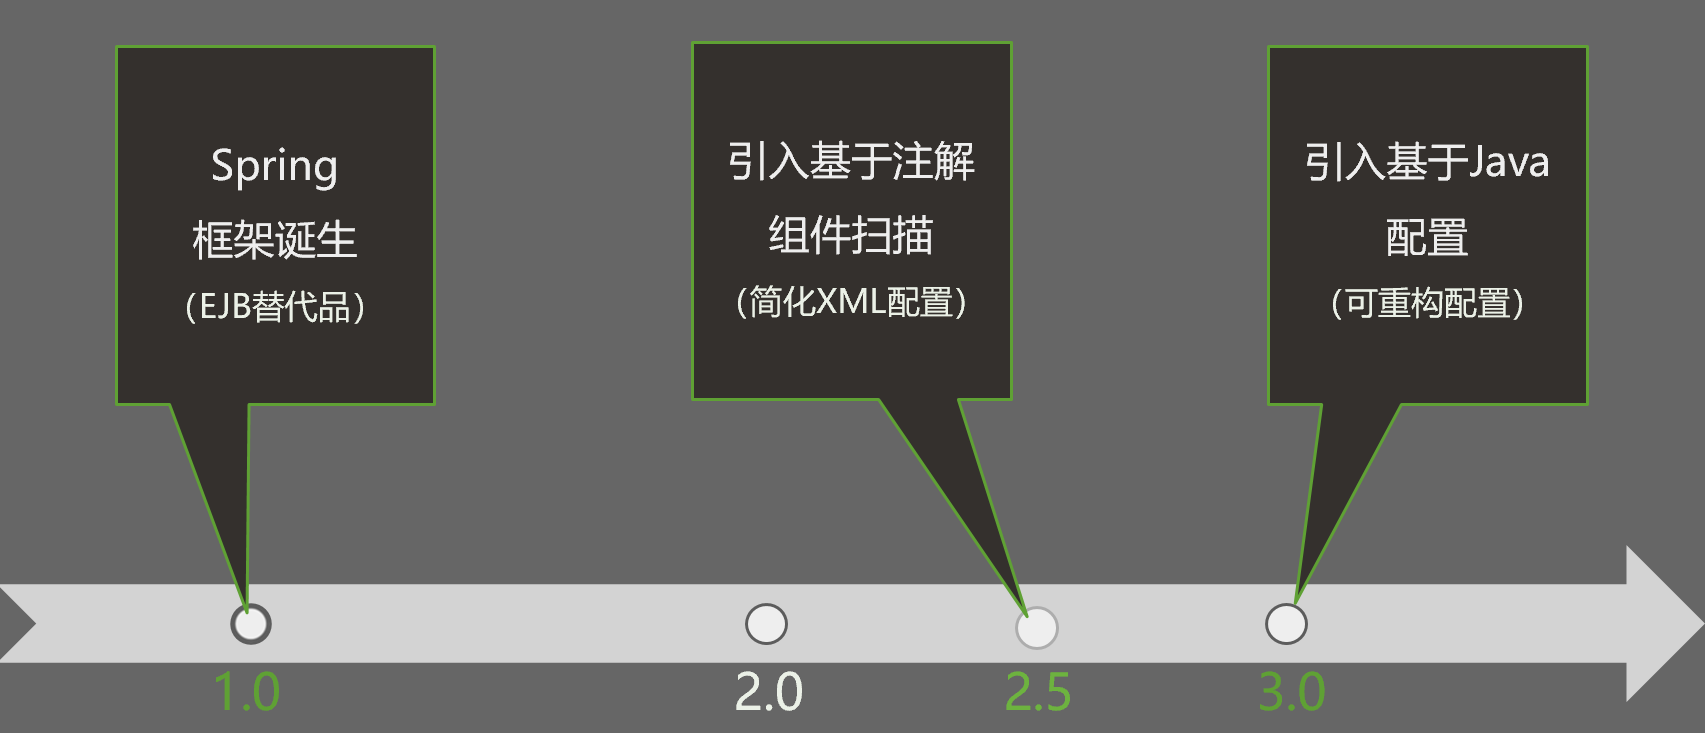 Spring
框架诞生
（EJB替代品）
引入基于注解
组件扫描
（简化XML配置）
引入基于Java
配置
（可重构配置）
1.0
2.0
2.5
3.0